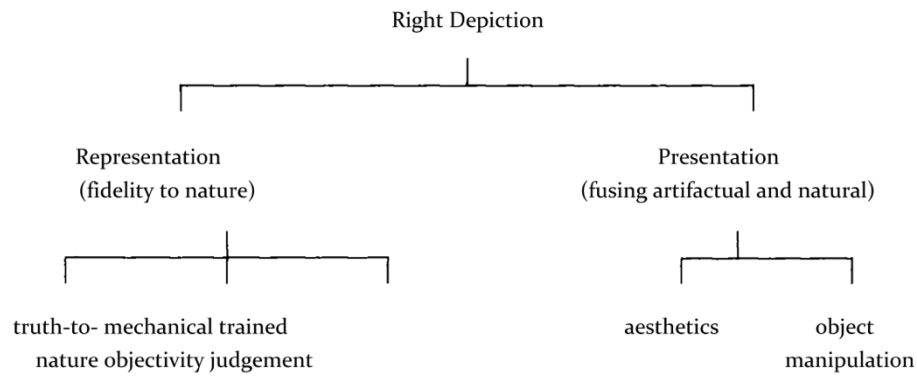 Right Depiction
Representation
(fidelity to nature)
Presentation
(fusing artifactual and natural)
truth-to- mechanical trained
nature objectivity judgement
aesthetics
object
manipulation